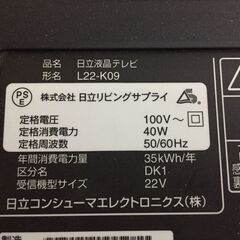 PS
E
品名 日立液晶テレビ
形名 L22-K09
株式会社 日立リビングサプライ
定格電圧 100V～
定格消費電力 40W
定格周波数 50/60Hz
年間消費電力量 35kWh/年
区分名 DK1
受信機型サイズ 22V
日立コンシューマエレクトロニクス(株)
製造